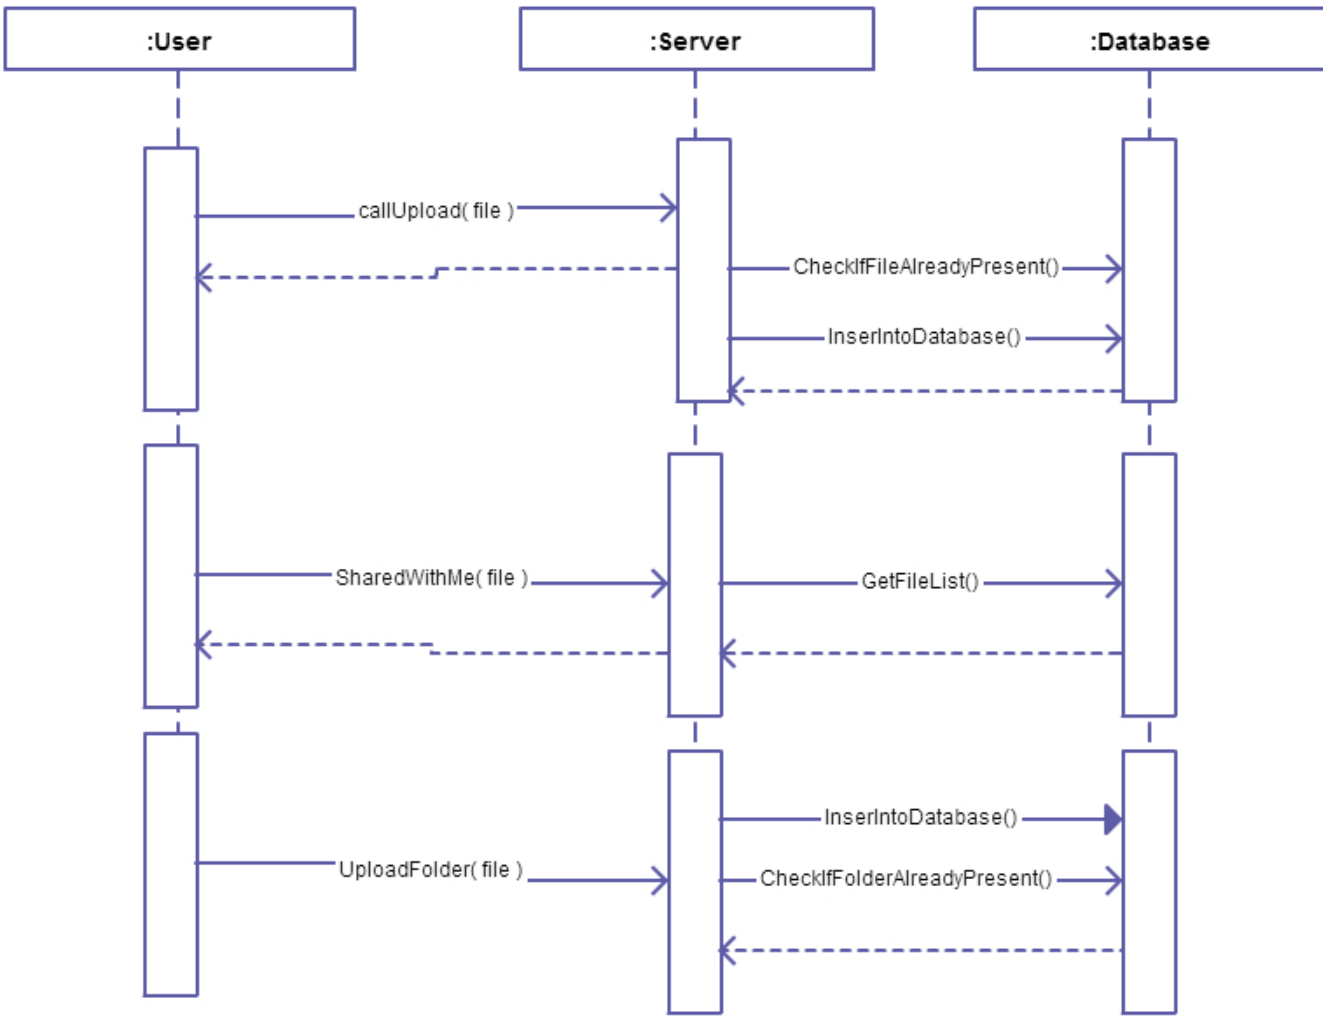 :User
:Server
:Database
callUpload( file )
CheckIfFileAlreadyPresent()
InserIntoDatabase()
SharedWithMe( file )
GetFileList()
InserIntoDatabase()
UploadFolder( file )
CheckIfFolderAlreadyPresent()